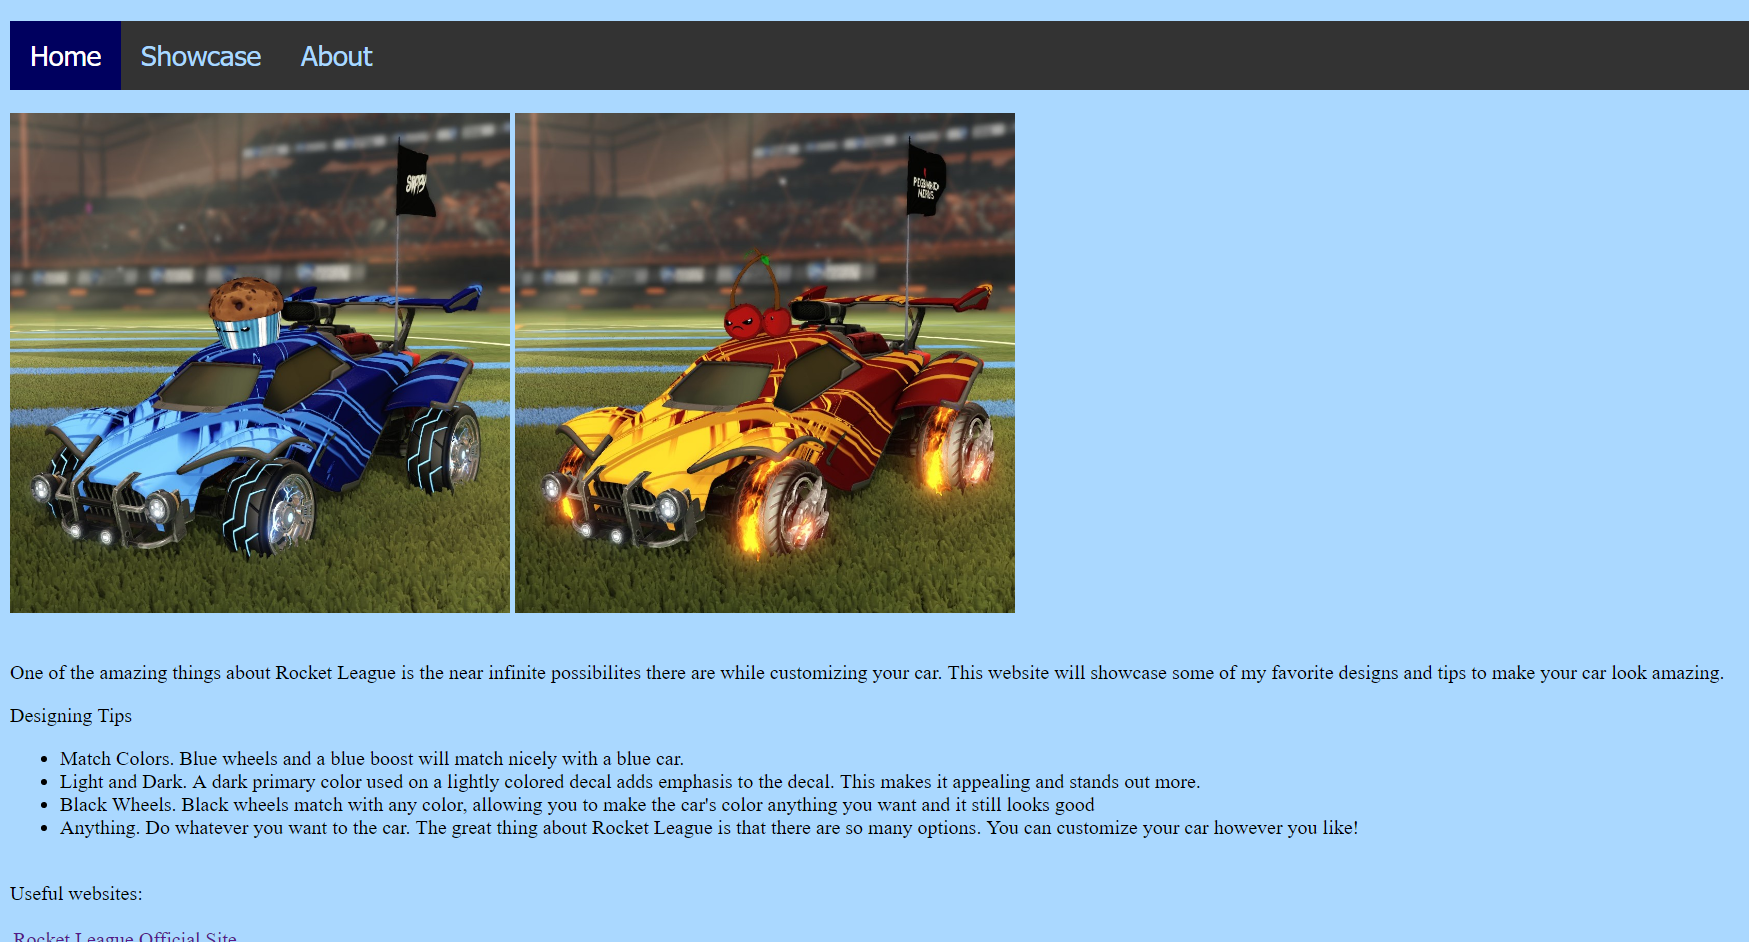 Home Showcase About
One of the amazing things about Rocket League is the near infinite possibilites there are while customizing your car. This website will showcase some of my favorite designs and tips to make your car look amazing.
Designing Tips
Match Colors. Blue wheels and a blue boost will match nicely with a blue car.
Light and Dark. A dark primary color used on a lightly colored decal adds emphasis to the decal. This makes it appealing and stands out more.
Black Wheels. Black wheels match with any color, allowing you to make the car's color anything you want and it still looks good
Anything. Do whatever you want to the car. The great thing about Rocket League is that there are so many options. You can customize your car however you like!
Useful websites:
Rocket League Official Site